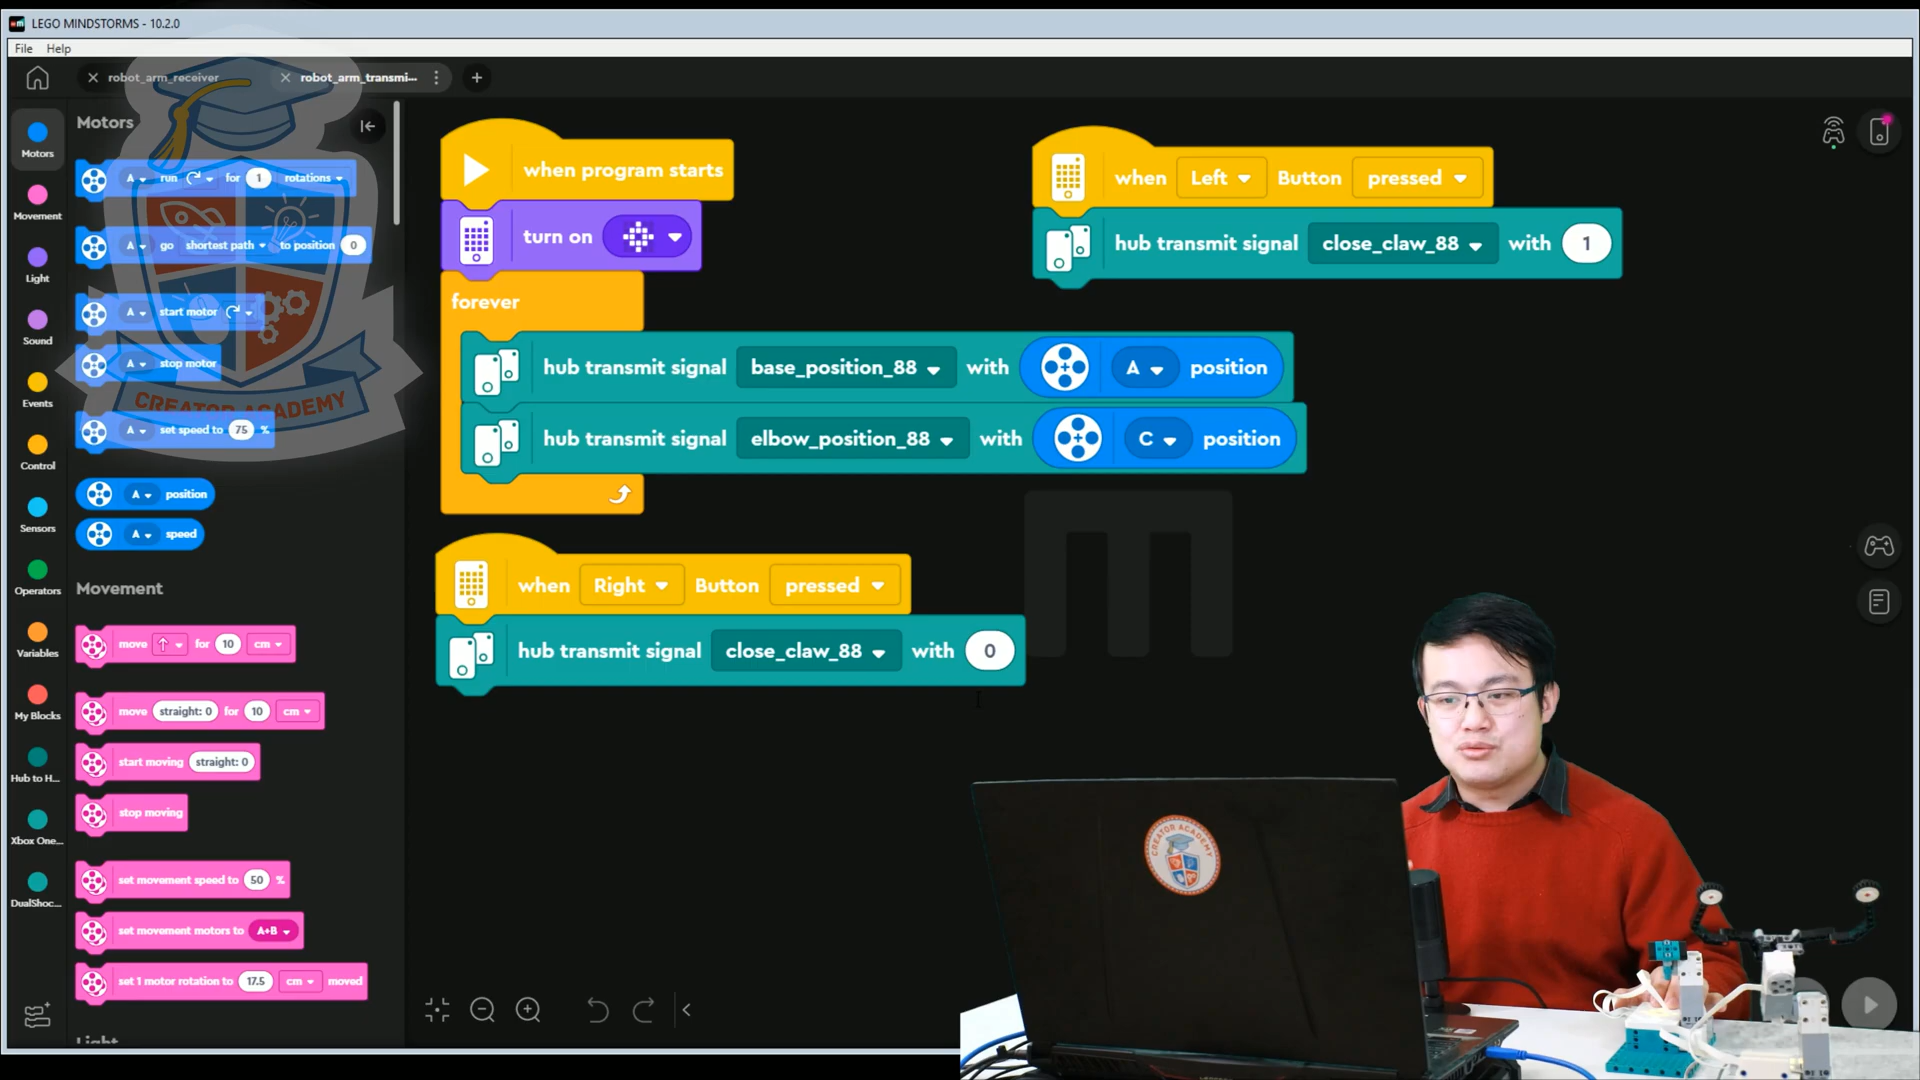 LEGO MINDSTORMS - 10.2.0
File Help
robot_arm_receiver
robot_arm_transmi...
Motors
Motors
Movement
Light
Sound
Events
Control
Sensors
Operators
Variables
My Blocks
Hub to H...
Xbox One...
DualShoc...
A run for 1 rotations
A go shortest path to position 0
A start motor
A stop motor
CREATOR ACADEMY
A set speed to 75 %
A position
A speed
Movement
move for 10 cm
move straight: 0 for 10 cm
start moving straight: 0
stop moving
set movement speed to 50 %
set movement motors to A+B
set 1 motor rotation to 17.5 cm moved
Light
when program starts
turn on
forever
hub transmit signal base_position_88 with A position
hub transmit signal elbow_position_88 with C position
when Left Button pressed
hub transmit signal close_claw_88 with 1
when Right Button pressed
hub transmit signal close_claw_88 with 0
CREATOR ACADEMY